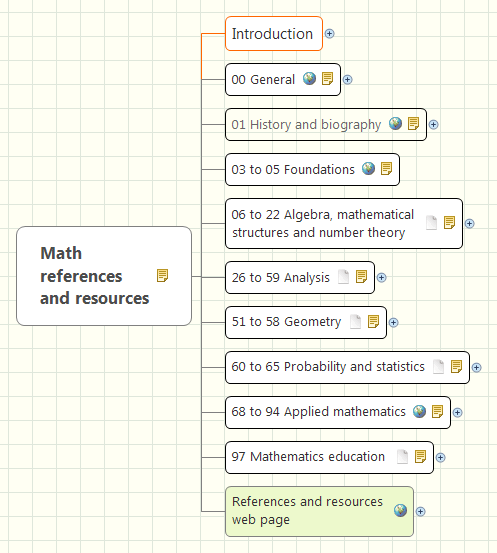 Introduction
00 General
01 History and biography
03 to 05 Foundations
06 to 22 Algebra, mathematical
structures and number theory
Math
references
and resources
26 to 59 Analysis
51 to 58 Geometry
60 to 65 Probability and statistics
68 to 94 Applied mathematics
97 Mathematics education
References and resources
web page